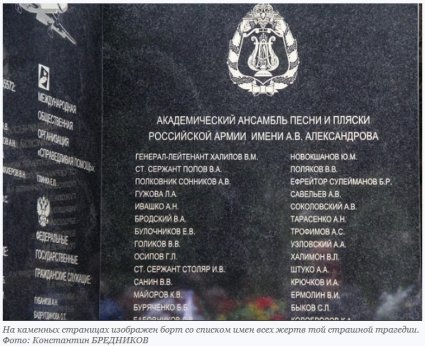 МЕЖДУНАРОДНАЯ
ОБЩЕСТВЕННАЯ
ОРГАНИЗАЦИЯ
«СПРАВЕДЛИВАЯ ПОМОЩЬ»
ГЛИНКА Е.П.
ФЕДЕРАЛЬНЫЕ
ГОСУДАРСТВЕННЫЕ
ГРАЖДАНСКИЕ СЛУЖАЩИЕ
ГУБАНКОВ А.Н.
БАДРУТДИНОВА О.С.
АКАДЕМИЧЕСКИЙ АНСАМБЛЬ ПЕСНИ И ПЛЯСКИ
РОССИЙСКОЙ АРМИИ ИМЕНИ А.В. АЛЕКСАНДРОВА
ГЕНЕРАЛ-ЛЕЙТЕНАНТ ХАЛИЛОВ В.М.
СТ. СЕРЖАНТ ПОПОВ В.А.
ПОЛКОВНИК СОННИКОВ А.В.
ГУЖОВА Л.А.
ИВАШКО А.Н.
БРОДСКИЙ В.А.
БУЛОЧНИКОВ Е.В.
ГОЛИКОВ В.В.
ОСИПОВ Г.Л.
СТ. СЕРЖАНТ СТОЛЯР И.В.
САНИН В.В.
МАЙОРОВ К.В.
БУРЯЧЕНКО Б.Б.
НОВОКШАНОВ Ю.М.
ПОЛЯКОВ В.В.
ЕФРЕЙТОР СУЛЕЙМАНОВ Б.Р.
САВЕЛЬЕВ А.В.
СОКОЛОВСКИЙ А.В.
ТАРАСЕНКО А.Н.
ТРОФИМОВ А.С.
УЗЛОВСКИЙ А.А.
ХАЛИМОН В.Л.
ШТУКО А.А.
КРЮЧКОВ И.А.
ЕРМОЛИН В.И.
БЫКОВ С.Л.
На каменных страницах изображен борт со списком имен всех жертв той страшной трагедии.
Фото: Константин БРЕДНИКОВ